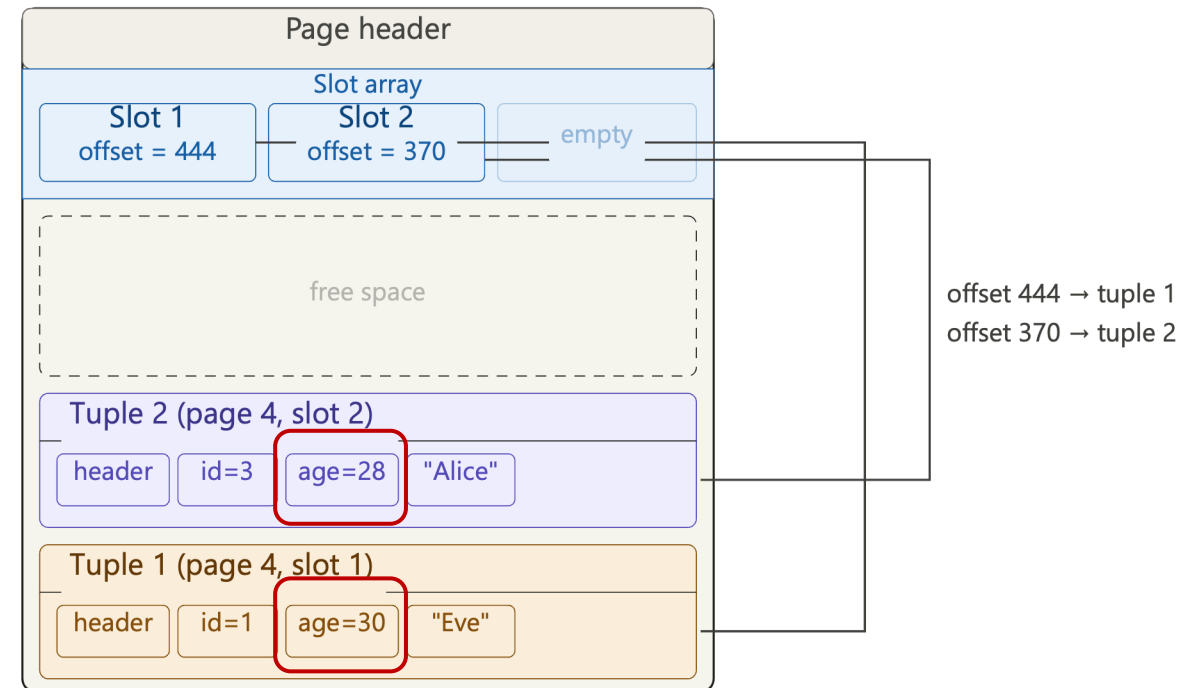 Page header
Slot array
Slot 1
offset = 444
Slot 2
offset = 370
empty
free space
offset 444 → tuple 1
offset 370 → tuple 2
Tuple 2 (page 4, slot 2)
header id=3 age=28 "Alice"
Tuple 1 (page 4, slot 1)
header id=1 age=30 "Eve"